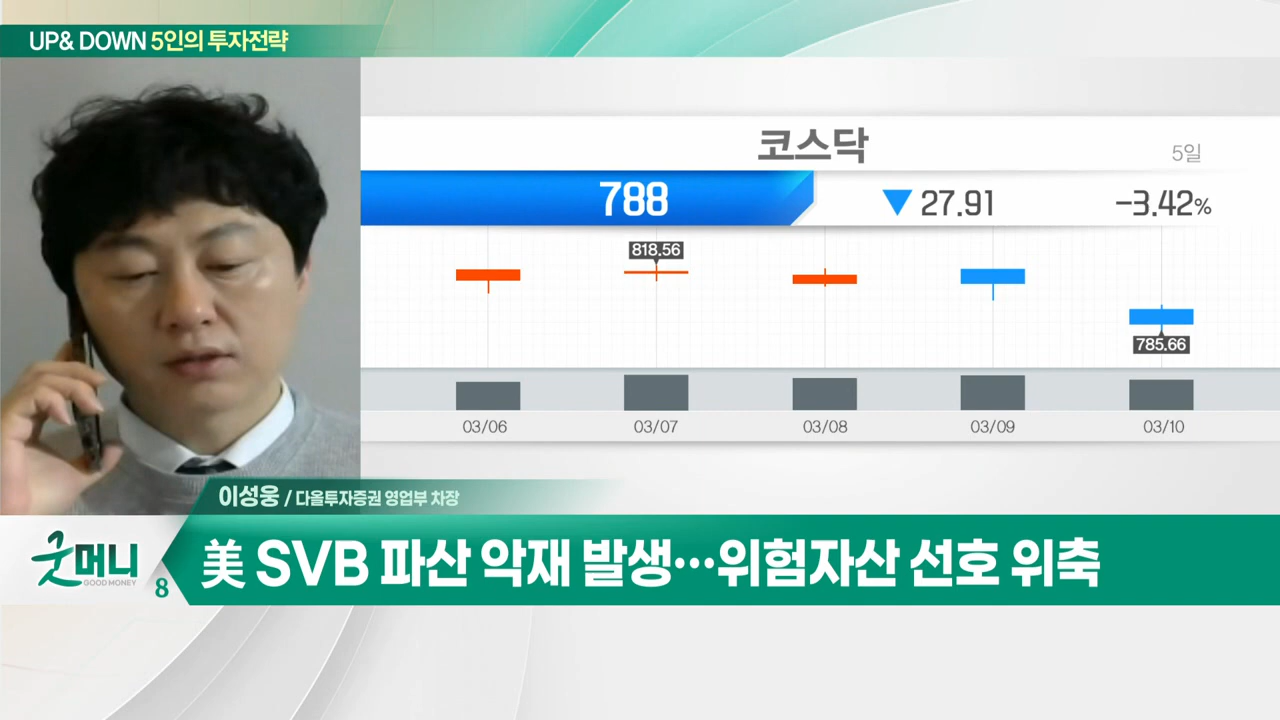 UP& DOWN 5인의 투자전략
코스닥
5일
788 ▼ 27.91 -3.42%
818.56
785.66
03/06 03/07 03/08 03/09 03/10
이성웅 / 다올투자증권 영업부 차장
굿머니
GOOD MONEY
8
美 SVB 파산 악재 발생…위험자산 선호 위축